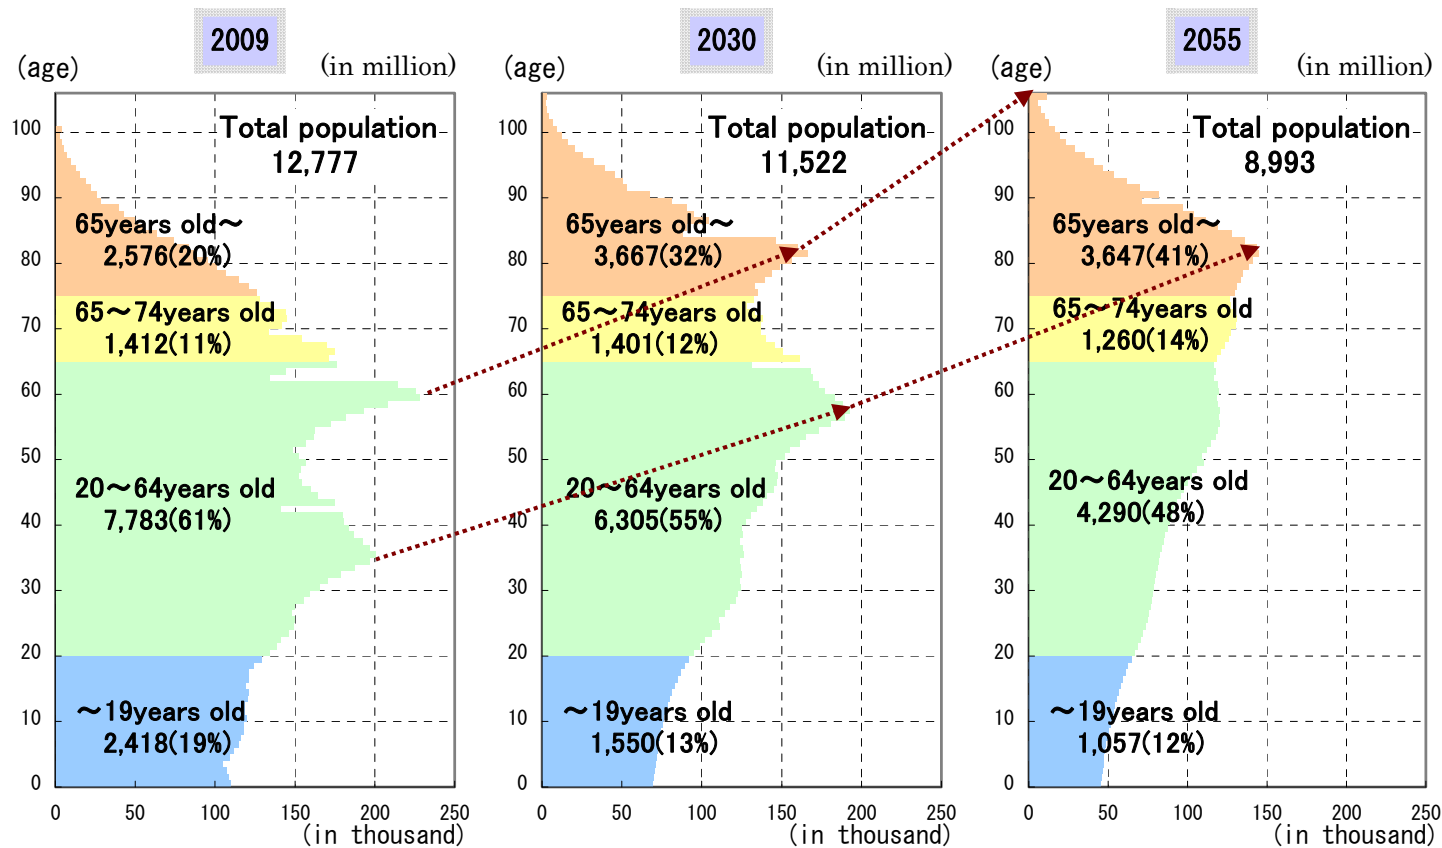 2009
(age)
(in million)
Total population
12,777
65years old～
2,576(20%)
65～74years old
1,412(11%)
20～64years old
7,783(61%)
～19years old
2,418(19%)
100
90
80
70
60
50
40
30
20
10
0
0 50 100 150 200 250
(in thousand)
2030
(age)
(in million)
Total population
11,522
65years old～
3,667(32%)
65～74years old
1,401(12%)
20～64years old
6,305(55%)
～19years old
1,550(13%)
100
90
80
70
60
50
40
30
20
10
0
0 50 100 150 200 250
(in thousand)
2055
(age)
(in million)
Total population
8,993
65years old～
3,647(41%)
65～74years old
1,260(14%)
20～64years old
4,290(48%)
～19years old
1,057(12%)
100
90
80
70
60
50
40
30
20
10
0
0 50 100 150 200 250
(in thousand)